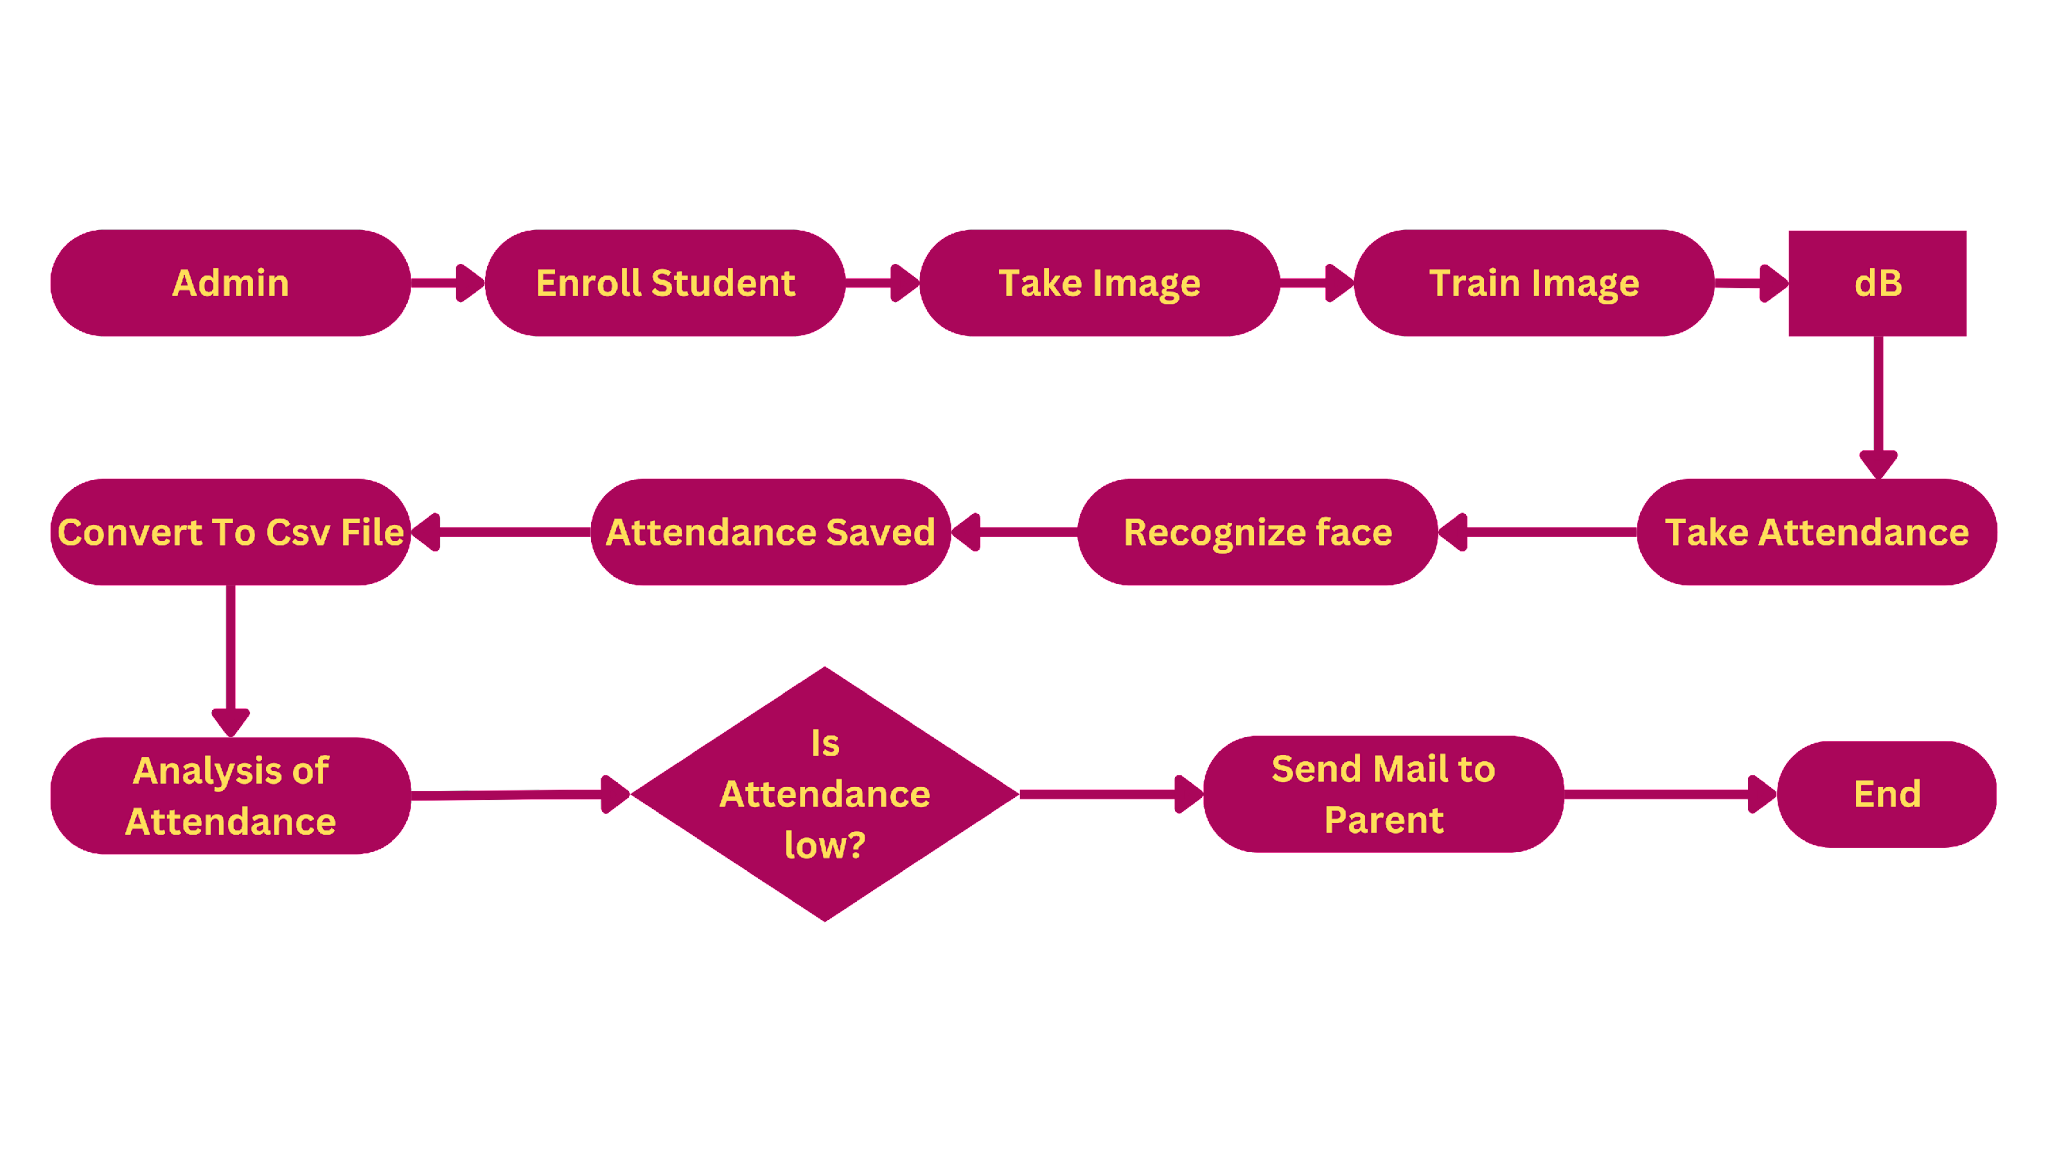 Admin
Enroll Student
Take Image
Train Image
dB
Convert To Csv File
Attendance Saved
Recognize face
Take Attendance
Analysis of
Attendance
Is
Attendance
low?
Send Mail to
Parent
End